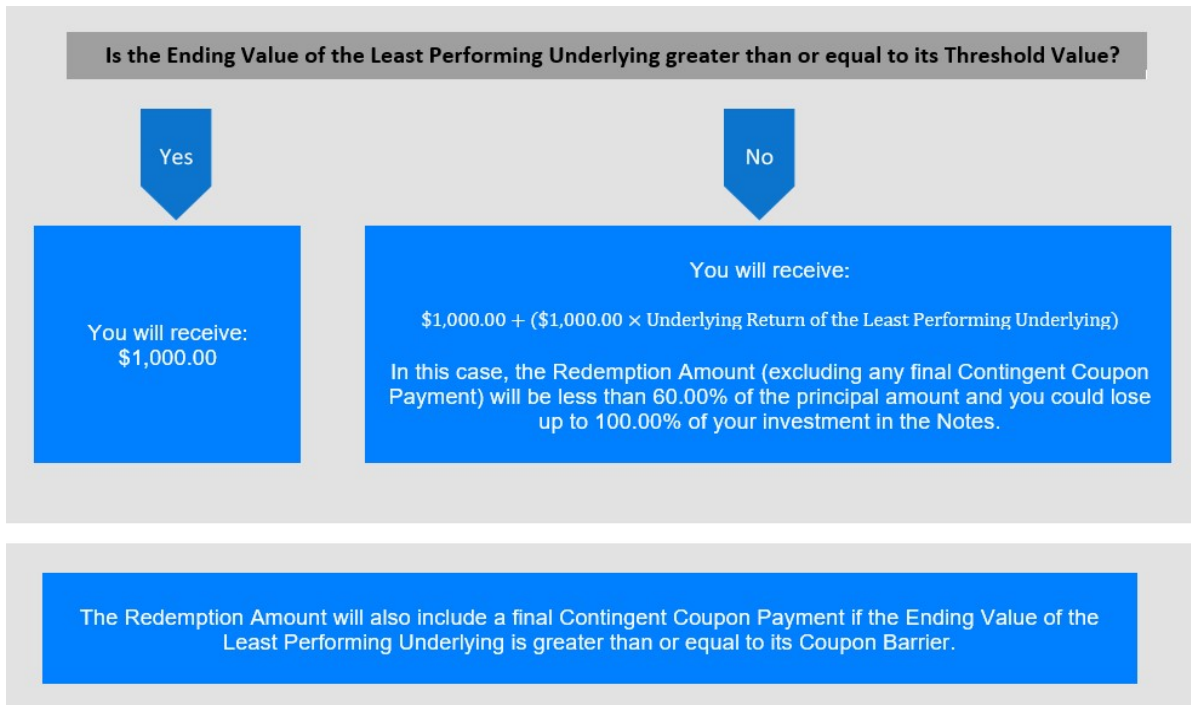 Is the Ending Value of the Least Performing Underlying greater than or equal to its Threshold Value?
Yes
No
You will receive:
$1,000.00
You will receive:
$1,000.00 + ($1,000.00 × Underlying Return of the Least Performing Underlying)
In this case, the Redemption Amount (excluding any final Contingent Coupon
Payment) will be less than 60.00% of the principal amount and you could lose
up to 100.00% of your investment in the Notes.
The Redemption Amount will also include a final Contingent Coupon Payment if the Ending Value of the
Least Performing Underlying is greater than or equal to its Coupon Barrier.